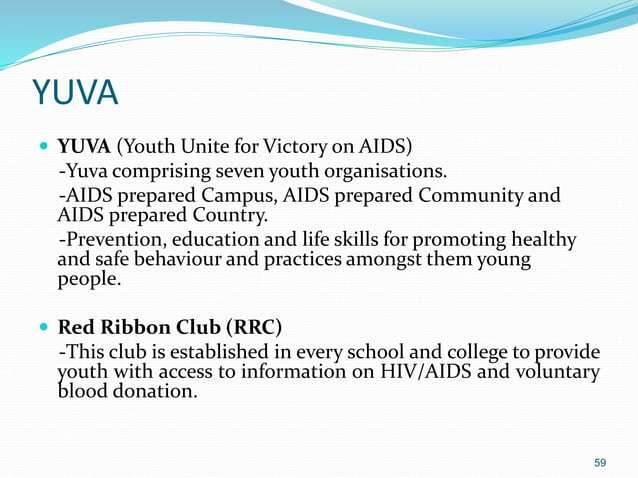 YUVA
• YUVA (Youth Unite for Victory on AIDS)
-Yuva comprising seven youth organisations.
-AIDS prepared Campus, AIDS prepared Community and
AIDS prepared Country.
-Prevention, education and life skills for promoting healthy
and safe behaviour and practices amongst them young
people.
• Red Ribbon Club (RRC)
-This club is established in every school and college to provide
youth with access to information on HIV/AIDS and voluntary
blood donation.
59